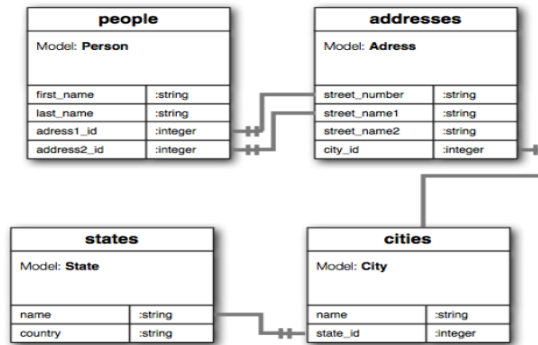 people
Model: Person
first_name :string
last_name :string
adress1_id :integer
address2_id :integer
addresses
Model: Adress
street_number :string
street_name1 :string
street_name2 :string
city_id :integer
states
Model: State
name :string
country :string
cities
Model: City
name :string
state_id :integer